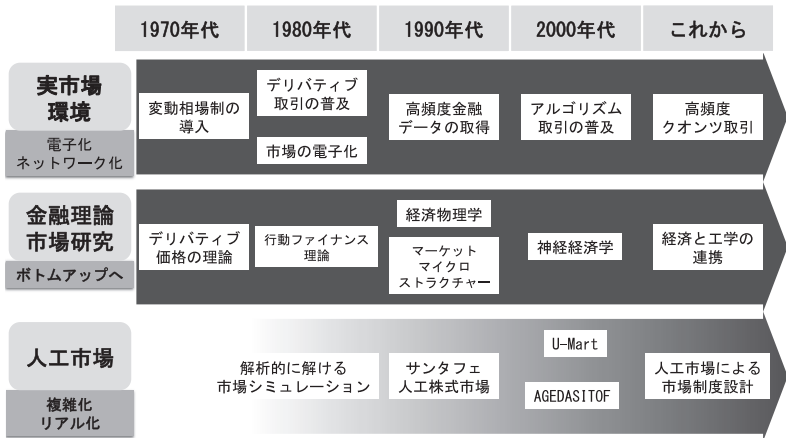 1970年代
1980年代
1990年代
2000年代
これから
実市場
環境
電子化
ネットワーク化
変動相場制の
導入
デリバティブ
取引の普及
市場の電子化
高頻度金融
データの取得
アルゴリズム
取引の普及
高頻度
クオンツ取引
金融理論
市場研究
ボトムアップへ
デリバティブ
価格の理論
行動ファイナンス
理論
経済物理学
マーケット
マイクロ
ストラクチャー
神経経済学
経済と工学の
連携
人工市場
複雑化
リアル化
解析的に解ける
市場シミュレーション
サンタフェ
人工株式市場
U-Mart
AGEDASITOF
人工市場による
市場制度設計